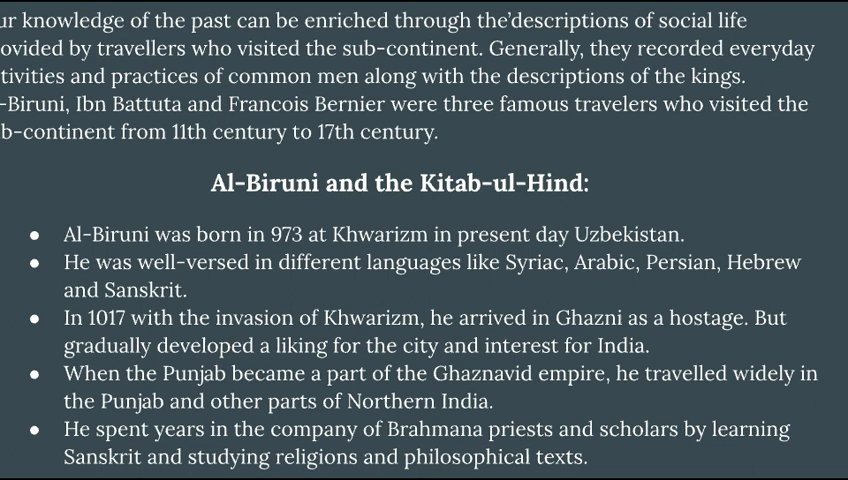 ur knowledge of the past can be enriched through the'descriptions of social life
ovided by travellers who visited the sub-continent. Generally, they recorded everyday
tivities and practices of common men along with the descriptions of the kings.
-Biruni, Ibn Battuta and Francois Bernier were three famous travelers who visited the
b-continent from 11th century to 17th century.
Al-Biruni and the Kitab-ul-Hind:
● Al-Biruni was born in 973 at Khwarizm in present day Uzbekistan.
● He was well-versed in different languages like Syriac, Arabic, Persian, Hebrew
and Sanskrit.
● In 1017 with the invasion of Khwarizm, he arrived in Ghazni as a hostage. But
gradually developed a liking for the city and interest for India.
● When the Punjab became a part of the Ghaznavid empire, he travelled widely in
the Punjab and other parts of Northern India.
● He spent years in the company of Brahmana priests and scholars by learning
Sanskrit and studying religions and philosophical texts.